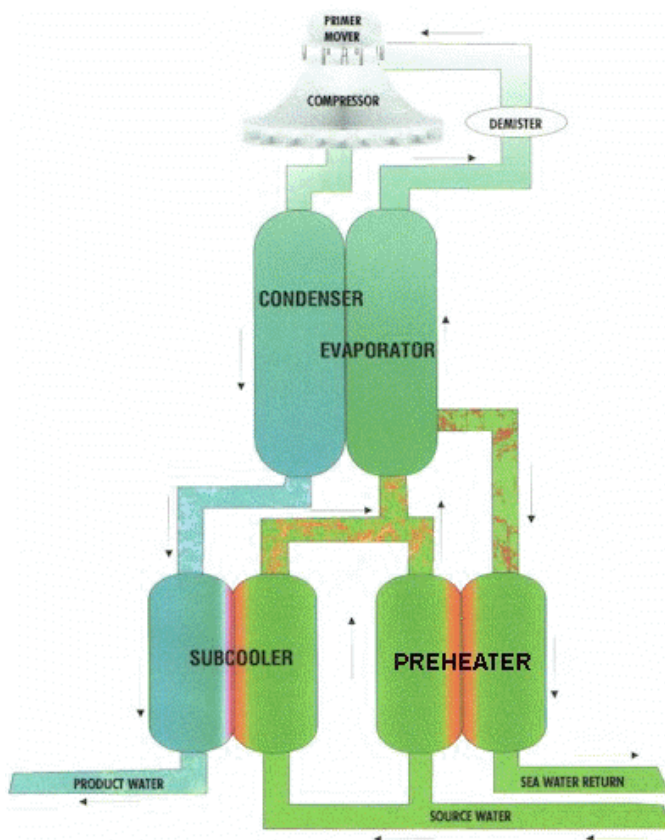 PRIMER
MOVER
COMPRESSOR
DEMISTER
CONDENSER
EVAPORATOR
SUBCOOLER
PREHEATER
PRODUCT WATER
SEA WATER RETURN
SOURCE WATER